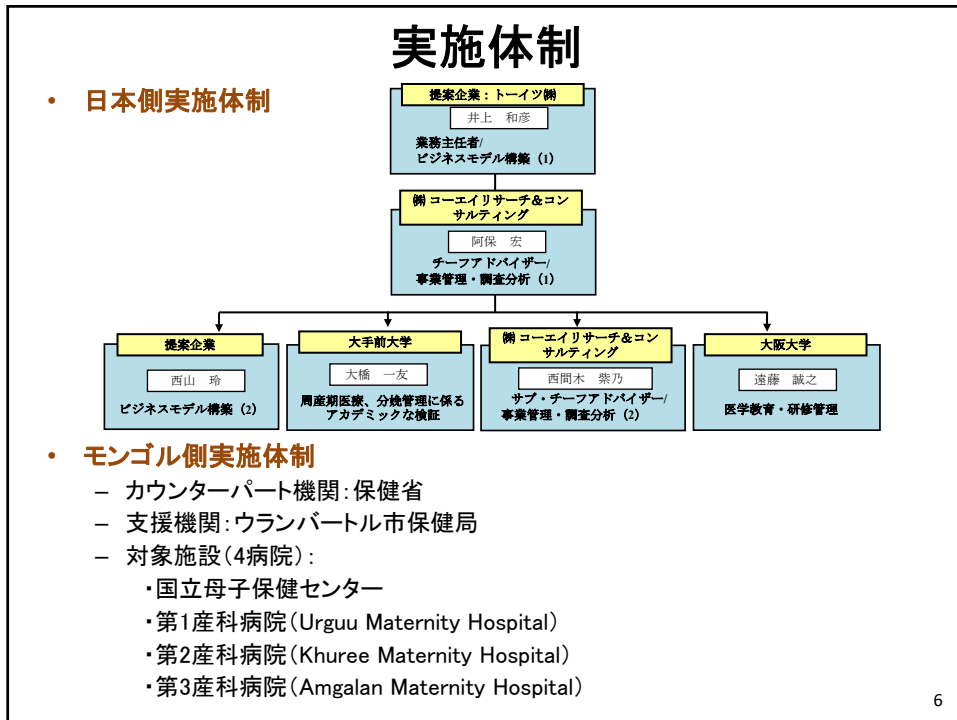 実施体制
• 日本側実施体制
提案企業：トーイツ㈱
井上　和彦
業務主任者/
ビジネスモデル構築（1）
㈱コーエイリサーチ＆コン
サルティング
阿保　宏
チーフアドバイザー/
事業管理・調査分析（1）
提案企業
西山　玲
ビジネスモデル構築（2）
大手前大学
大橋　一友
周産期医療、分娩管理に係る
アカデミックな検証
㈱コーエイリサーチ＆コン
サルティング
西間木　紫乃
サブ・チーフアドバイザー/
事業管理・調査分析（2）
大阪大学
遠藤　誠之
医学教育・研修管理
• モンゴル側実施体制
– カウンターパート機関：保健省
– 支援機関：ウランバートル市保健局
– 対象施設（4病院）：
・国立母子保健センター
・第1産科病院（Urguu Maternity Hospital）
・第2産科病院（Khuree Maternity Hospital）
・第3産科病院（Amgalan Maternity Hospital）
6